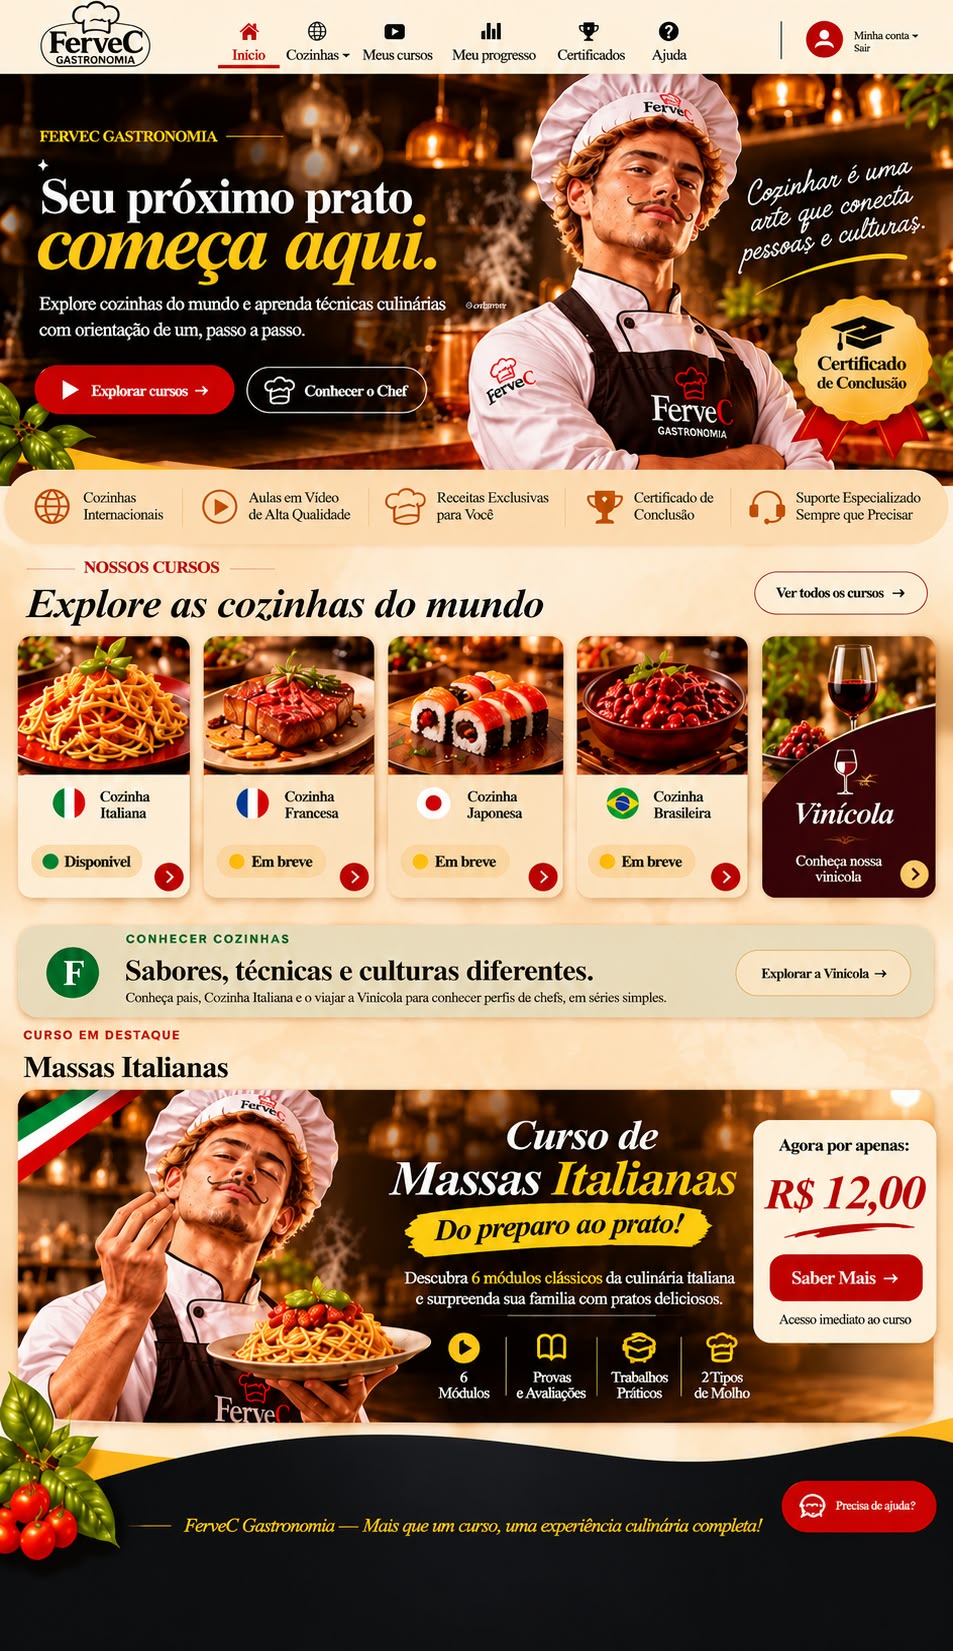 FerveC
GASTRONOMIA
Início
Cozinhas
Meus cursos
Meu progresso
Certificados
Ajuda
Minha conta
Sair
FERVEC GASTRONOMIA
Seu próximo prato
começa aqui.
Explore cozinhas do mundo e aprenda técnicas culinárias
com orientação de um, passo a passo.
Explorar cursos →
Conhecer o Chef
FerveC
Cozinhar é uma
arte que conecta
pessoas e culturas.
FerveC
FerveC
GASTRONOMIA
Certificado
de Conclusão
Cozinhas
Internacionais
Aulas em Vídeo
de Alta Qualidade
Receitas Exclusivas
para Você
Certificado de
Conclusão
Suporte Especializado
Sempre que Precisar
NOSSOS CURSOS
Explore as cozinhas do mundo
Ver todos os cursos →
Cozinha
Italiana
Disponível
Cozinha
Francesa
Em breve
Cozinha
Japonesa
Em breve
Cozinha
Brasileira
Em breve
Vinícola
Conheça nossa
vinicola
F
CONHECER COZINHAS
Sabores, técnicas e culturas diferentes.
Conheça pais, Cozinha Italiana e o viajar a Vinicola para conhecer perfis de chefs, em séries simples.
Explorar a Vinicola →
CURSO EM DESTAQUE
Massas Italianas
FerveC
FerveC
Curso de
Massas Italianas
Do preparo ao prato!
Descubra 6 módulos clássicos da culinária italiana
e surpreenda sua familia com pratos deliciosos.
6
Módulos
Provas
e Avaliações
Trabalhos
Práticos
2 Tipos
de Molho
Agora por apenas:
R$ 12,00
Saber Mais →
Acesso imediato ao curso
FerveC Gastronomia — Mais que um curso, uma experiência culinária completa!
Precisa de ajuda?